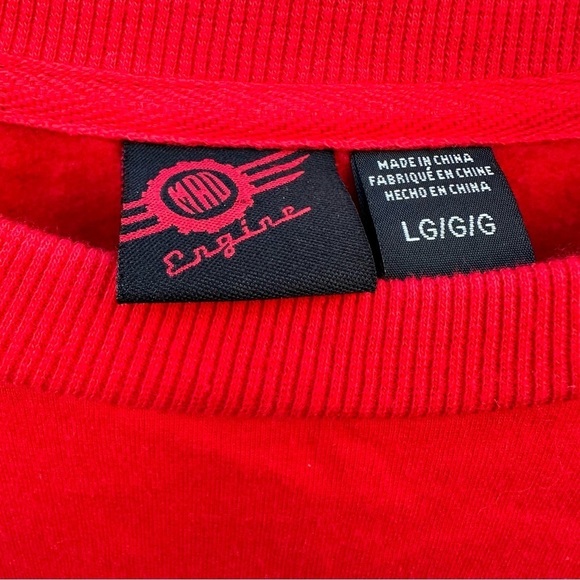 MAD
Engine
MADE IN CHINA
FABRIQUÉ EN CHINE
HECHO EN CHINA
LG/G/G